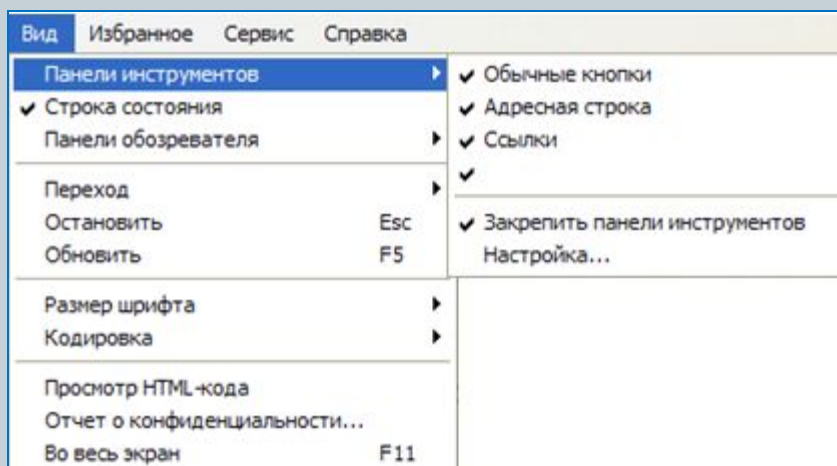 Вид Избранное Сервис Справка
Панели инструментов
Строка состояния
Панели обозревателя
Переход
Остановить Esc
Обновить F5
Размер шрифта
Кодировка
Просмотр HTML-кода
Отчет о конфиденциальности...
Во весь экран F11
Обычные кнопки
Адресная строка
Ссылки
Закрепить панели инструментов
Настройка...